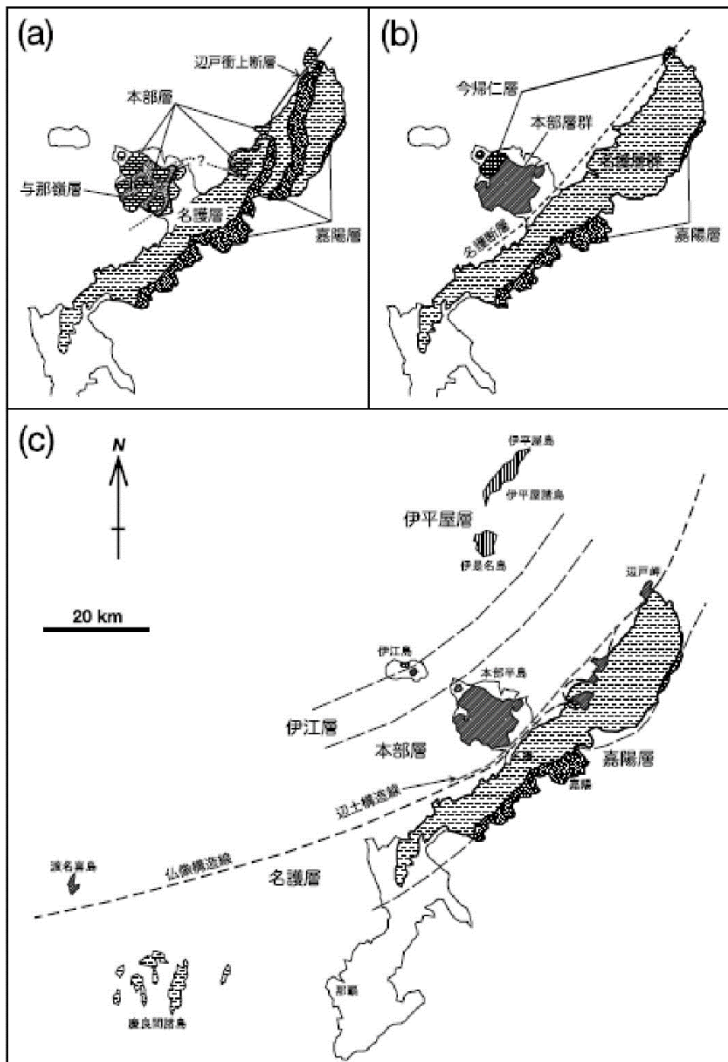 (a)
辺戸衝上断層
本部層
?
与那嶺層
名護層
嘉陽層
(b)
今帰仁層
本部層群
名護層群
名護断層
嘉陽層
(c)
N
20 km
伊平屋島
伊平屋諸島
伊平屋層
伊是名島
辺戸岬
伊江島
本部半島
伊江層
本部層
嘉陽層
嘉陽
辺土構造線
仏像構造線
名護層
渡名喜島
那覇
慶良間諸島